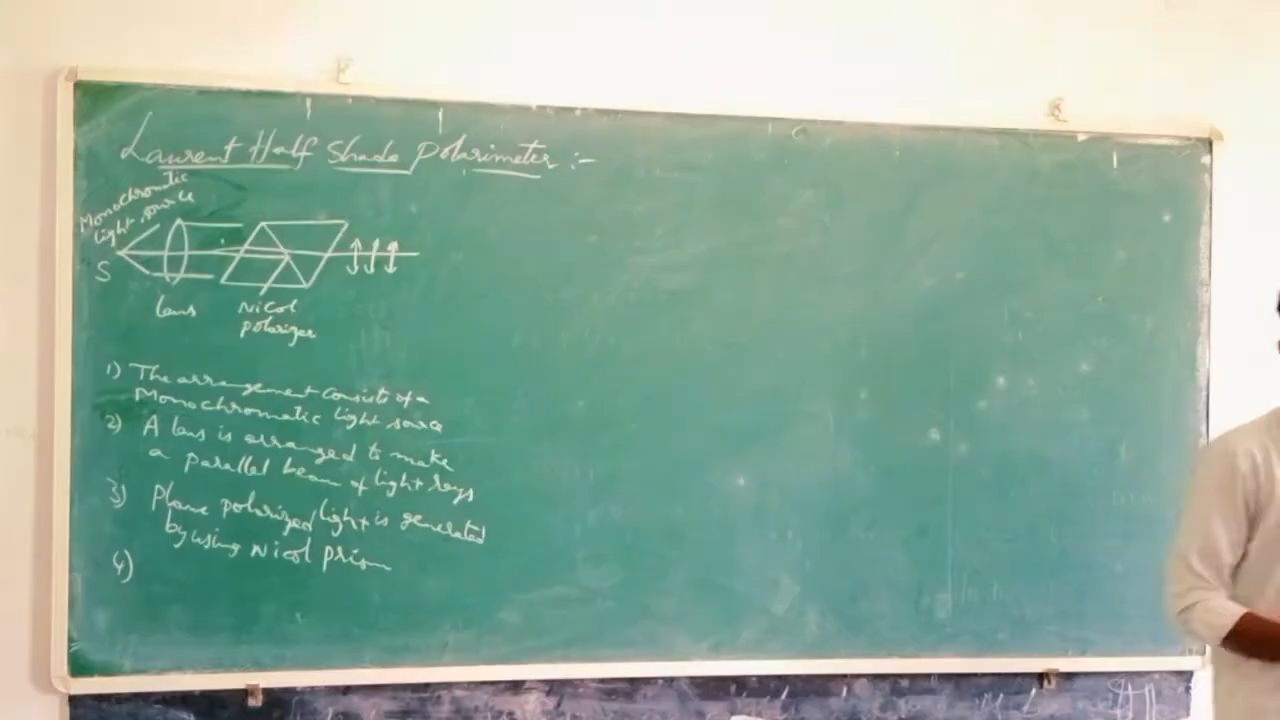 Laurent Half Shade Polarimeter :-
Monochromatic
light source
S
lens
Nicol
polarizer
1) The arrangement consists of a
Monochromatic light source
2) A lens is arranged to make
a parallel beam of light rays
3) Plane polarized light is generated
by using Nicol prism
4)